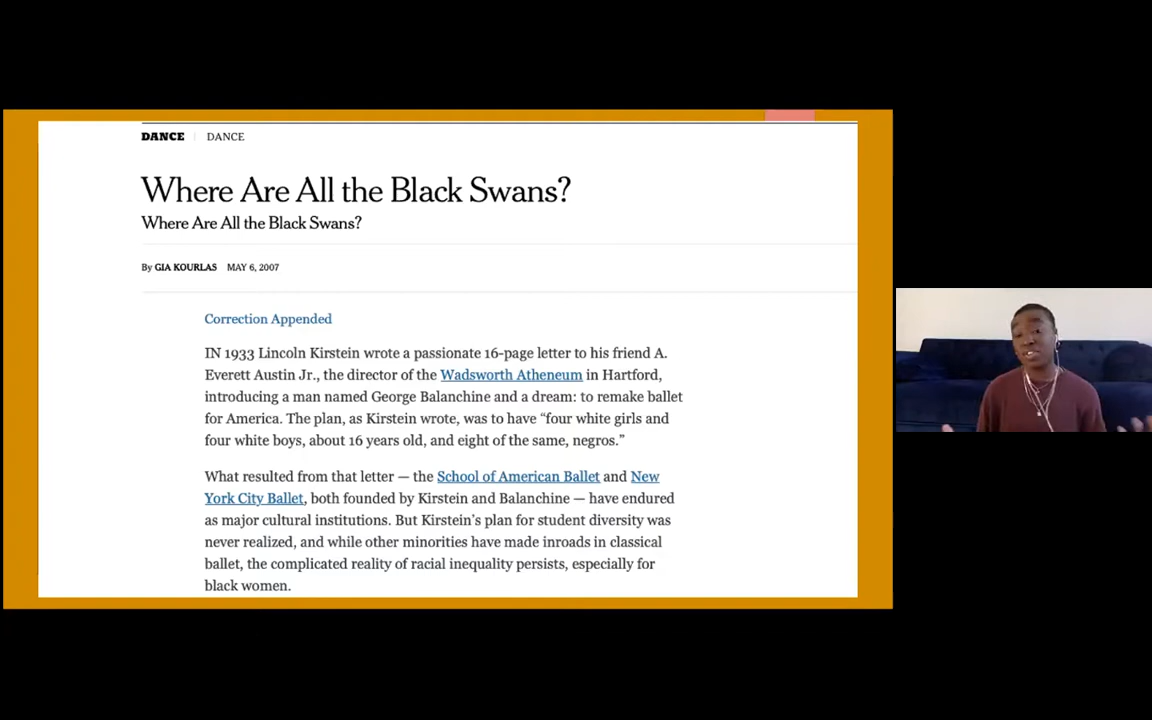 DANCE | DANCE
Where Are All the Black Swans?
Where Are All the Black Swans?
By GIA KOURLAS MAY 6, 2007
Correction Appended
IN 1933 Lincoln Kirstein wrote a passionate 16-page letter to his friend A.
Everett Austin Jr., the director of the Wadsworth Atheneum in Hartford,
introducing a man named George Balanchine and a dream: to remake ballet
for America. The plan, as Kirstein wrote, was to have “four white girls and
four white boys, about 16 years old, and eight of the same, negros.”
What resulted from that letter — the School of American Ballet and New
York City Ballet, both founded by Kirstein and Balanchine — have endured
as major cultural institutions. But Kirstein’s plan for student diversity was
never realized, and while other minorities have made inroads in classical
ballet, the complicated reality of racial inequality persists, especially for
black women.